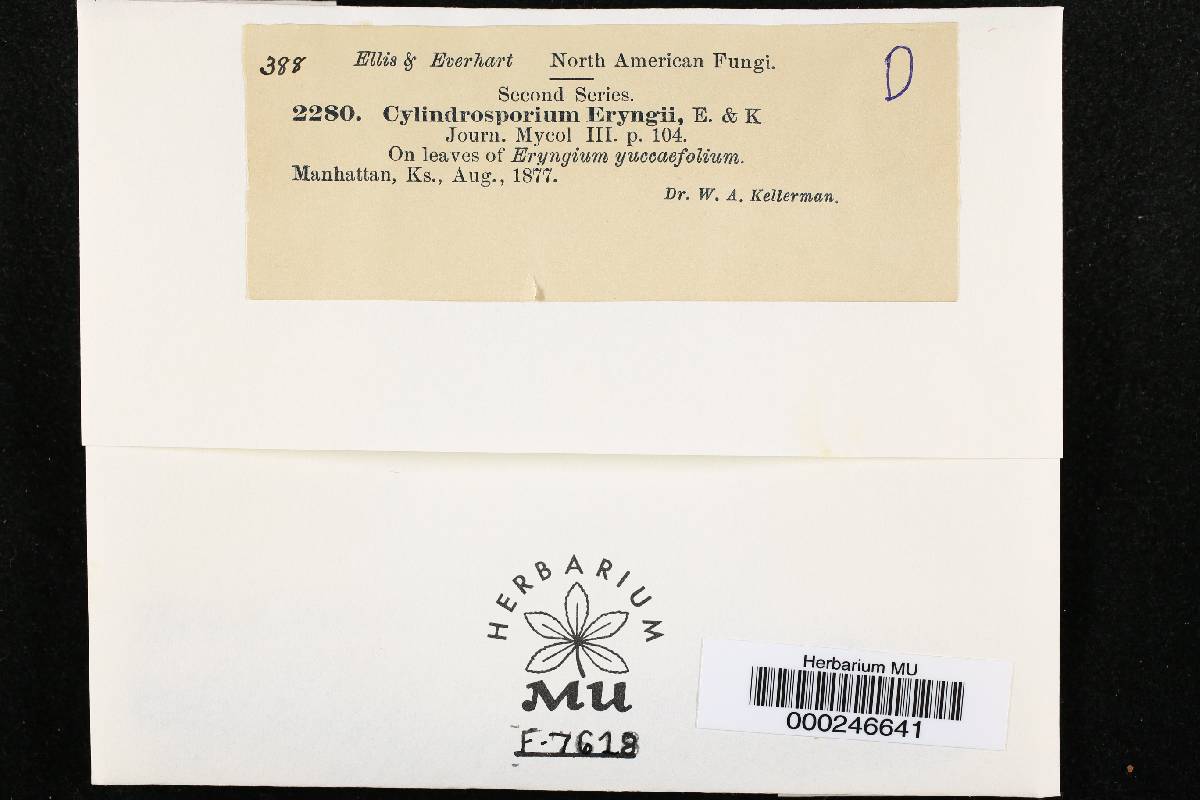 388 Ellis & Everhart North American Fungi. D
Second Series.
2280. Cylindrosporium Eryngii, E. & K
Journ. Mycol III. p. 104.
On leaves of Eryngium yuccaefolium.
Manhattan, Ks., Aug., 1877.
Dr. W. A. Kellerman.
HERBARIUM
MU
F-7618
Herbarium MU
000246641